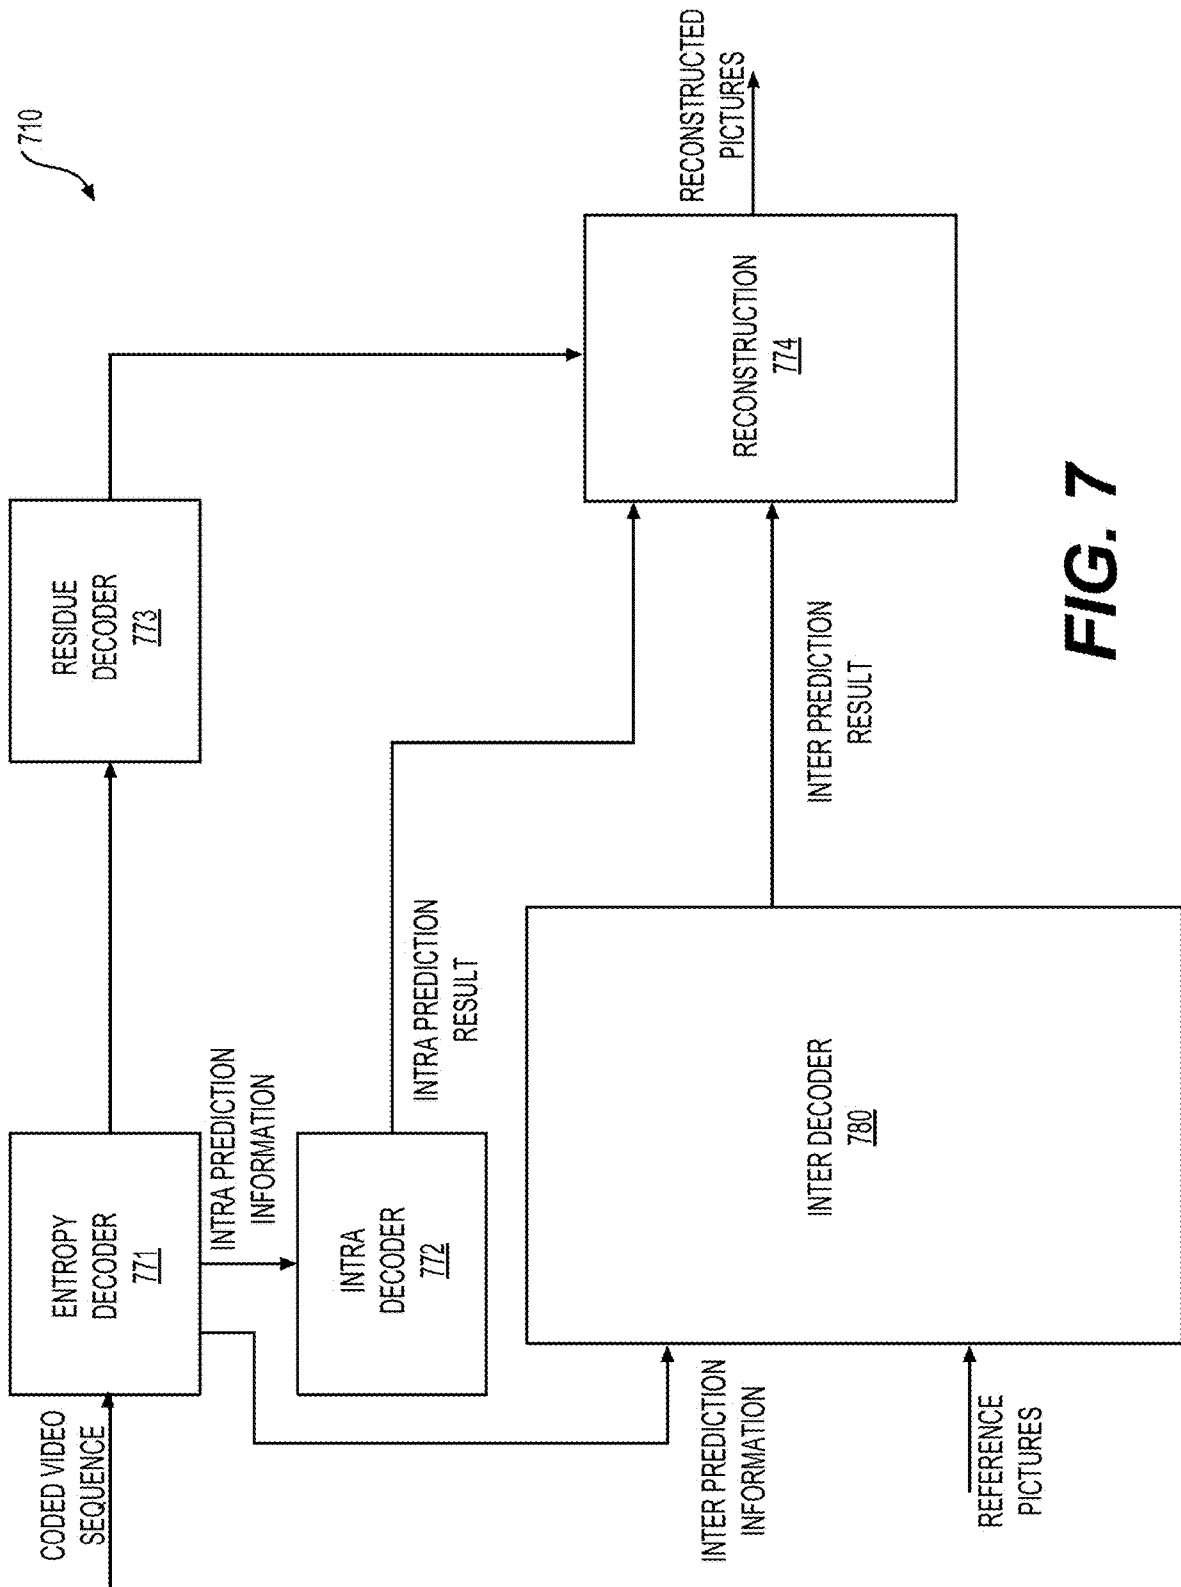 710
CODED VIDEO
SEQUENCE
ENTROPY
DECODER
771
RESIDUE
DECODER
773
INTRA PREDICTION
INFORMATION
INTRA
DECODER
772
INTRA PREDICTION
RESULT
RECONSTRUCTED
PICTURES
RECONSTRUCTION
774
INTER PREDICTION
INFORMATION
INTER DECODER
780
INTER PREDICTION
RESULT
REFERENCE
PICTURES
FIG. 7